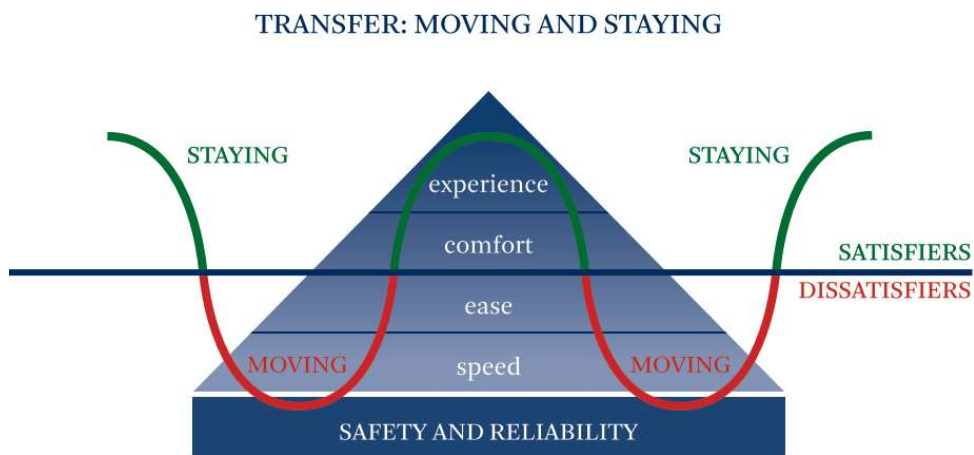 TRANSFER: MOVING AND STAYING
STAYING
STAYING
experience
comfort
SATISFIERS
DISSATISFIERS
ease
MOVING
speed
MOVING
SAFETY AND RELIABILITY